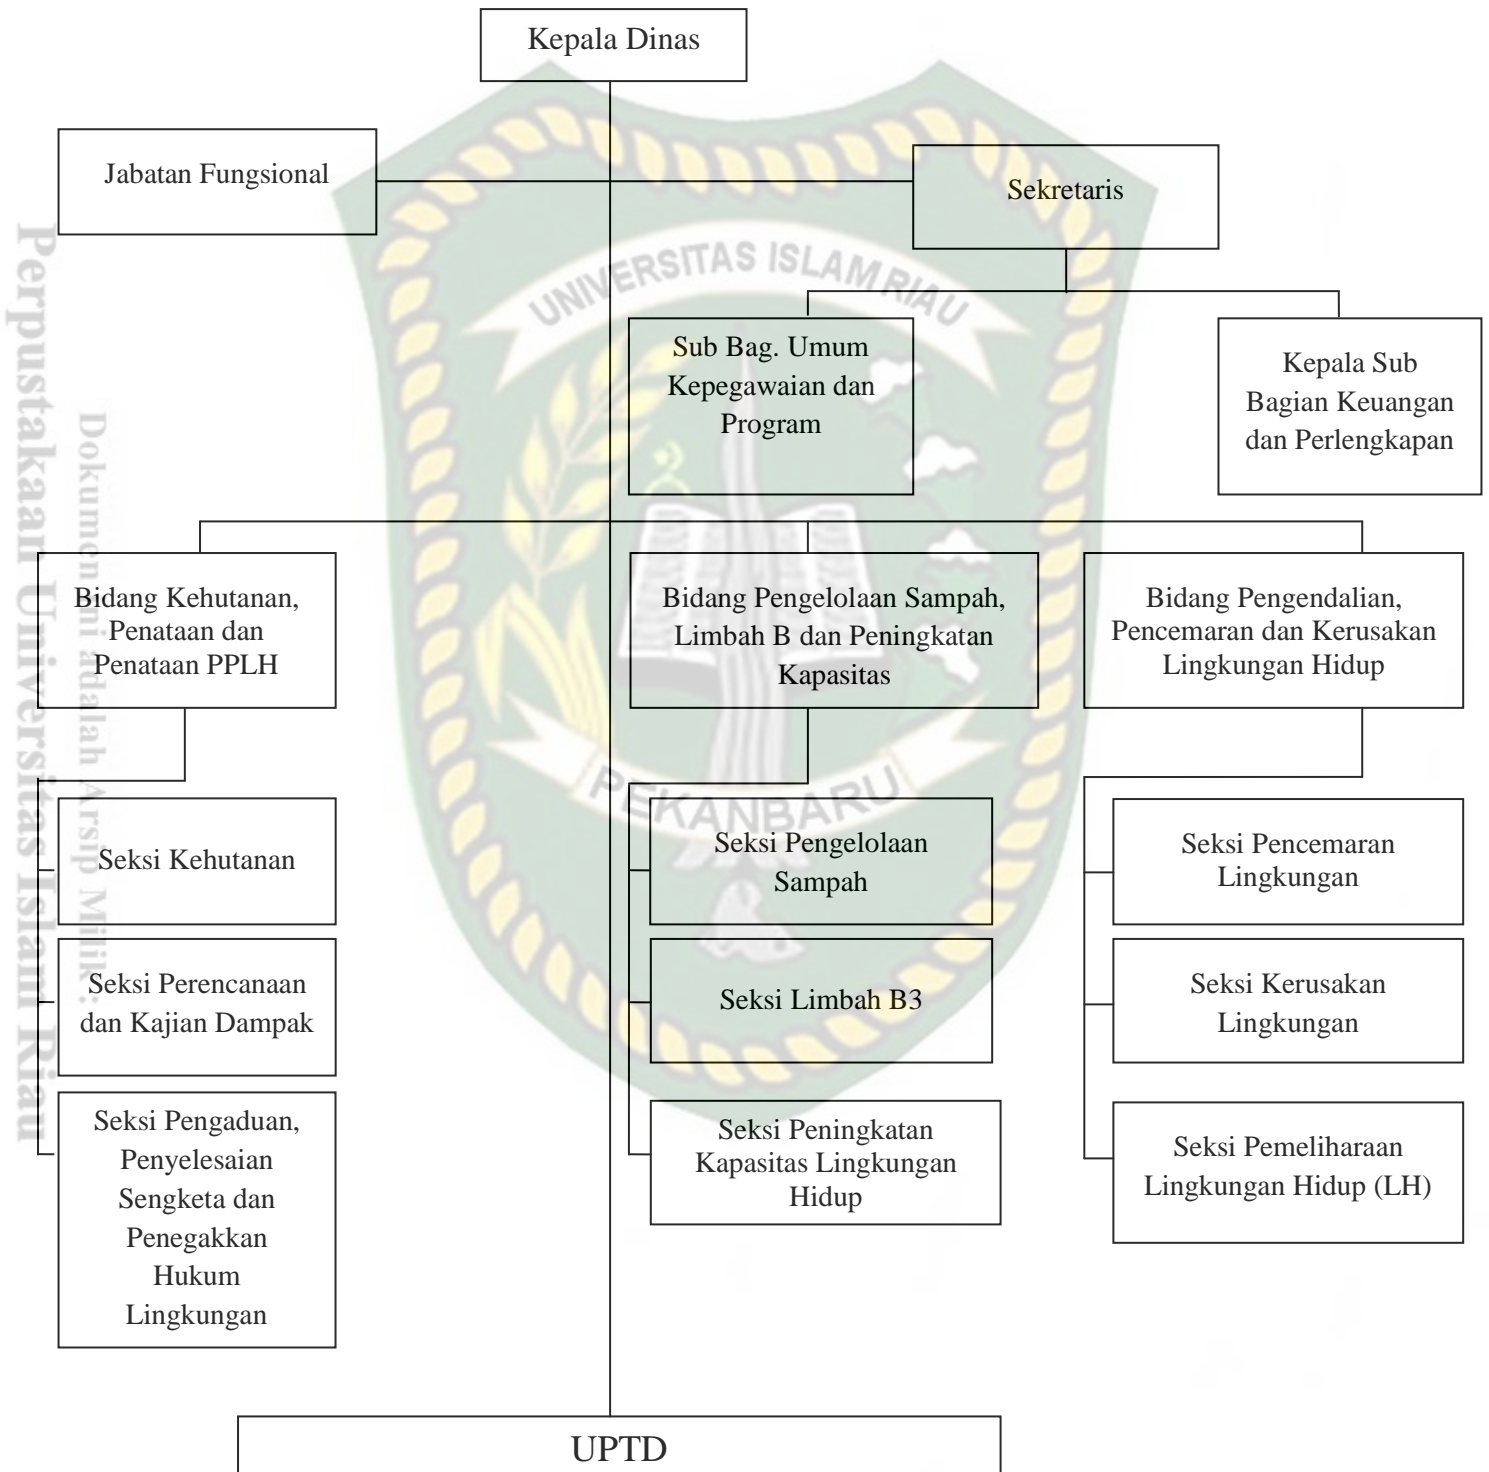 Kepala Dinas
Jabatan Fungsional
Sekretaris
UNIVERSITAS ISLAM RIAU
Sub Bag. Umum
Kepegawaian dan
Program
Kepala Sub
Bagian Keuangan
dan Perlengkapan
Bidang Kehutanan,
Penataan dan
Penataan PPLH
Bidang Pengelolaan Sampah,
Limbah B dan Peningkatan
Kapasitas
Bidang Pengendalian,
Pencemaran dan Kerusakan
Lingkungan Hidup
PEKANBARU
Seksi Kehutanan
Seksi Perencanaan
dan Kajian Dampak
Seksi Pengaduan,
Penyelesaian
Sengketa dan
Penegakkan
Hukum
Lingkungan
Seksi Pengelolaan
Sampah
Seksi Limbah B3
Seksi Peningkatan
Kapasitas Lingkungan
Hidup
Seksi Pencemaran
Lingkungan
Seksi Kerusakan
Lingkungan
Seksi Pemeliharaan
Lingkungan Hidup (LH)
UPTD
Dokumen ini adalah Arsip Milik :
Perpustakaan Universitas Islam Riau